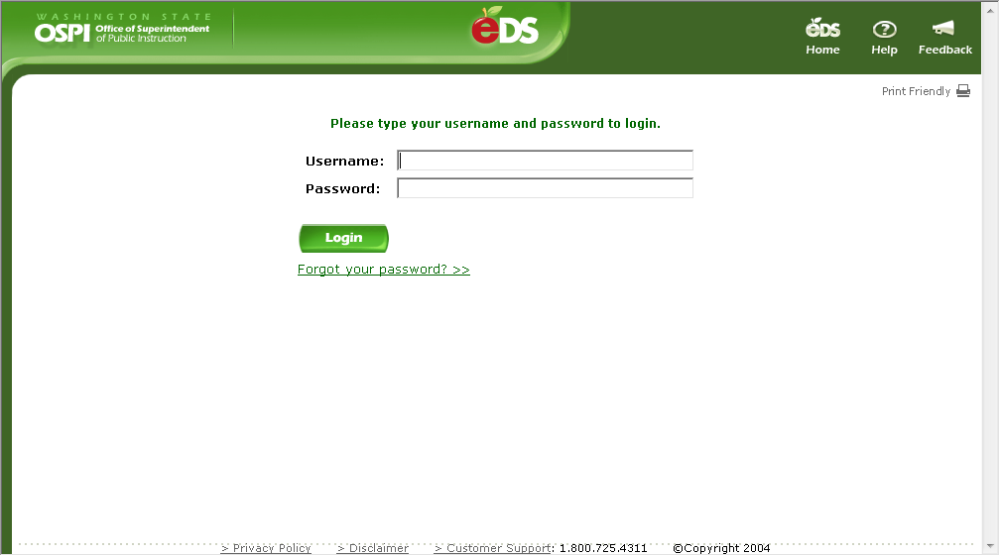 WASHINGTON STATE
OSPI Office of Superintendent
of Public Instruction
eDS
eDS
Home
Help
Feedback
Print Friendly
Please type your username and password to login.
Username:
Password:
Login
Forgot your password? >>
> Privacy Policy > Disclaimer > Customer Support: 1.800.725.4311 ©Copyright 2004